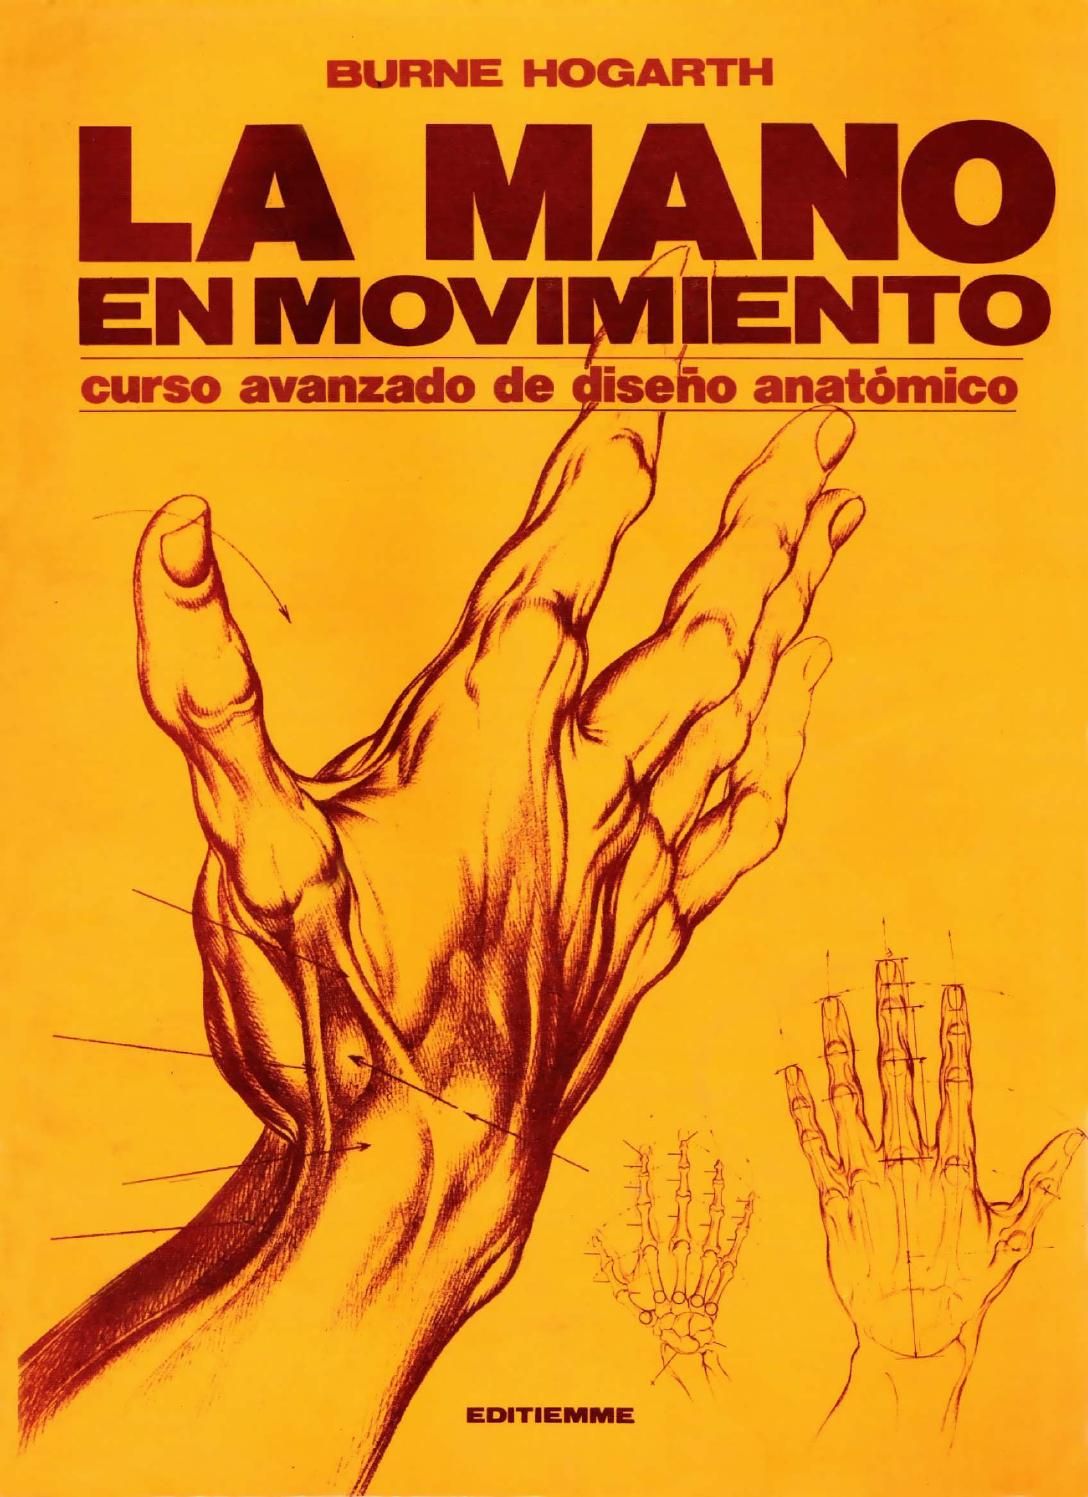 BURNE HOGARTH
LA MANO
EN MOVIMIENTO
curso avanzado de diseño anatómico
EDITIEMME